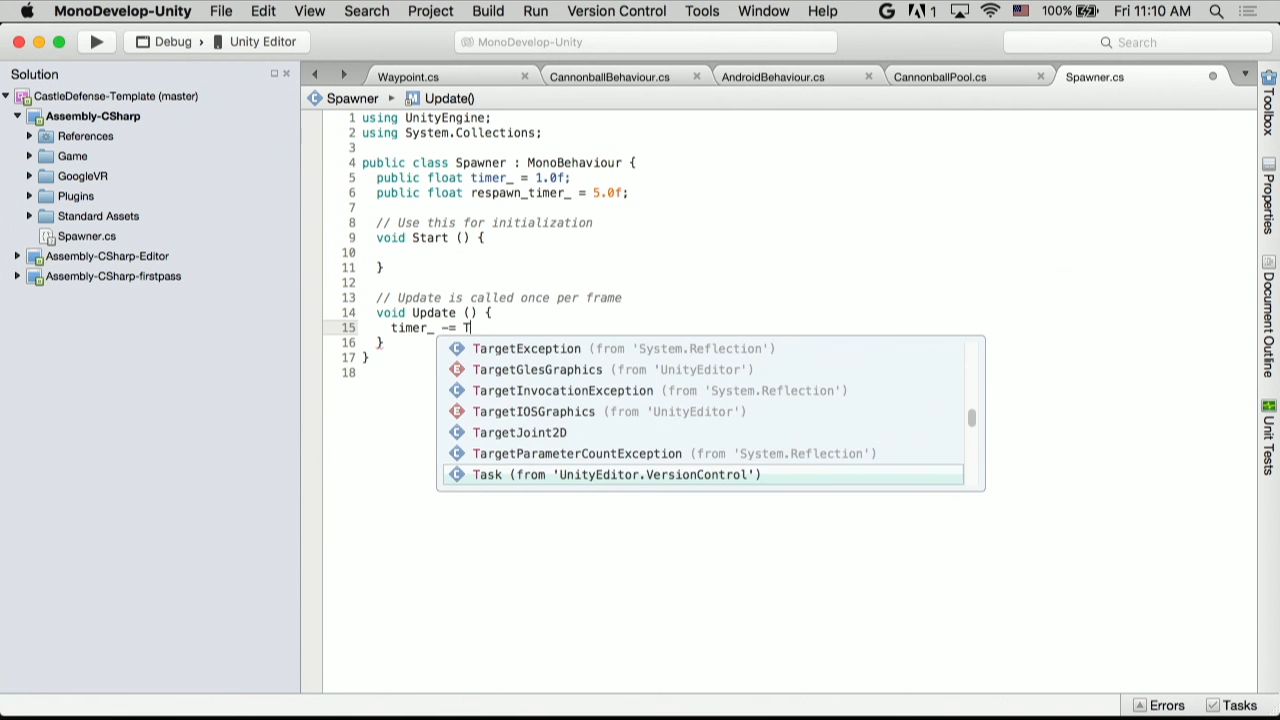 MonoDevelop-Unity File Edit View Search Project Build Run Version Control Tools Window Help 1 100% Fri 11:10 AM
Debug › Unity Editor MonoDevelop-Unity Search
Solution
CastleDefense-Template (master)
Assembly-CSharp
References
Game
GoogleVR
Plugins
Standard Assets
Spawner.cs
Assembly-CSharp-Editor
Assembly-CSharp-firstpass
Waypoint.cs CannonballBehaviour.cs AndroidBehaviour.cs CannonballPool.cs Spawner.cs
Spawner Update()
1 using UnityEngine;
2 using System.Collections;
3
4 public class Spawner : MonoBehaviour {
5 public float timer_ = 1.0f;
6 public float respawn_timer_ = 5.0f;
7
8 // Use this for initialization
9 void Start () {
10
11 }
12
13 // Update is called once per frame
14 void Update () {
15 timer_ -= T
16 }
17 }
18
TargetException (from 'System.Reflection')
TargetGlesGraphics (from 'UnityEditor')
TargetInvocationException (from 'System.Reflection')
TargetIOSGraphics (from 'UnityEditor')
TargetJoint2D
TargetParameterCountException (from 'System.Reflection')
Task (from 'UnityEditor.VersionControl')
Toolbox
Properties
Document Outline
Unit Tests
Errors Tasks